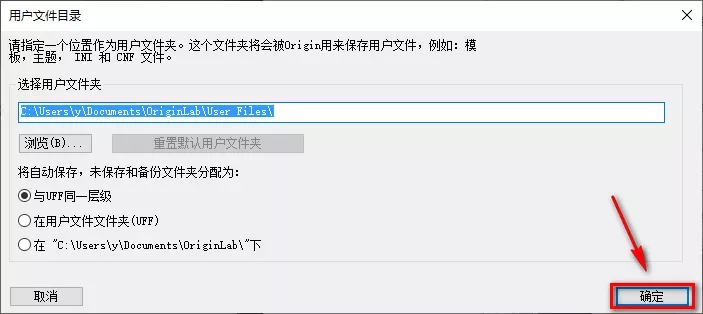 用户文件目录
请指定一个位置作为用户文件夹。这个文件夹将会被Origin用来保存用户文件，例如：模
板，主题， INI 和 CNF 文件。
选择用户文件夹
C:\Users\y\Documents\OriginLab\User Files\
浏览(B)... 重置默认用户文件夹
将自动保存，未保存和备份文件夹分配为：
与UFF同一层级
在用户文件文件夹(UFF)
在 "C:\Users\y\Documents\OriginLab\"下
取消 确定